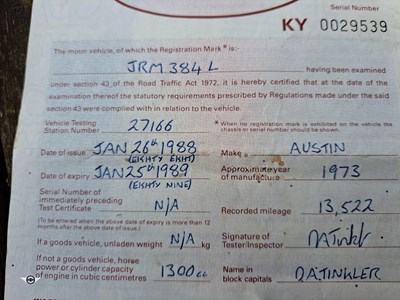 Serial Number
KY 0029539
The motor vehicle, of which the Registration Mark* is:-
JRM 384 L having been examined
under section 43 of the Road Traffic Act 1972, it is hereby certified that at the date of the
examination thereof the statutory requirements prescribed by Regulations made under the said
section 43 were complied with in relation to the vehicle.
Vehicle Testing
Station Number 27166
*When no registration mark is exhibited on the vehicle the
chassis or serial number should be shown.
Date of issue JAN 26th 1988
(EIGHTY EIGHT)
Make AUSTIN
Date of expiry JAN 25th 1989
(EIGHTY NINE)
Approximate year
of manufacture 1973
Serial Number of
immediately preceding
Test Certificate N/A
Recorded mileage 13,522
(To be entered when the above date of expiry is more than 12
months after the above date of issue.)
If a goods vehicle, unladen weight N/A kg
Signature of
Tester/Inspector DATinkler
If not a goods vehicle, horse
power or cylinder capacity
of engine in cubic centimetres 1300cc
Name in
block capitals D.A TINKLER